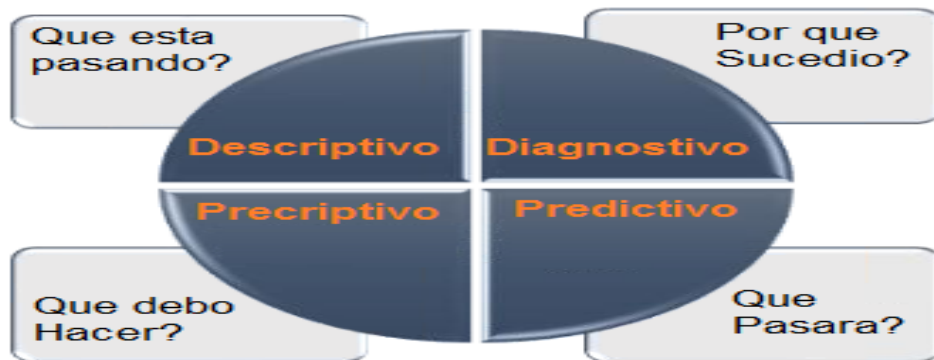 Que esta
pasando?
Por que
Sucedio?
Descriptivo
Diagnostivo
Precriptivo
Predictivo
Que debo
Hacer?
Que
Pasara?